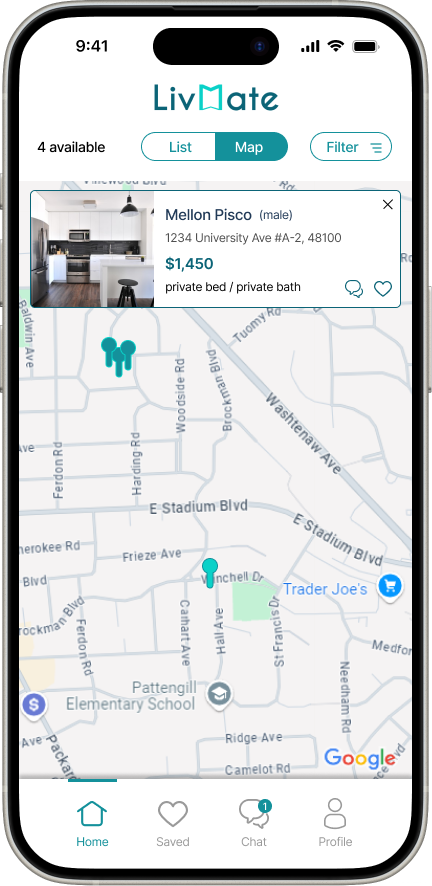 9:41
LivMate
4 available
List
Map
Filter
Mellon Pisco (male)
1234 University Ave #A-2, 48100
$1,450
private bed / private bath
Baldwin Ave
Tuomy Rd
Woodside Rd
Brockman Blvd
Washtenaw Ave
Ave
Ferdon Rd
Harding Rd
E Stadium Blvd
E Stadium Blvd
herokee Rd
Frieze Ave
Blvd
Winchell Dr
Trader Joe's
rockman Blvd
Ferdon Rd
Carhart Ave
Hall Ave
St Francis Dr
Medfor
Needham Rd
Pattengill
Elementary School
$
Ave
Packard
Ridge Ave
Camelot Rd
Google
1
Home
Saved
Chat
Profile